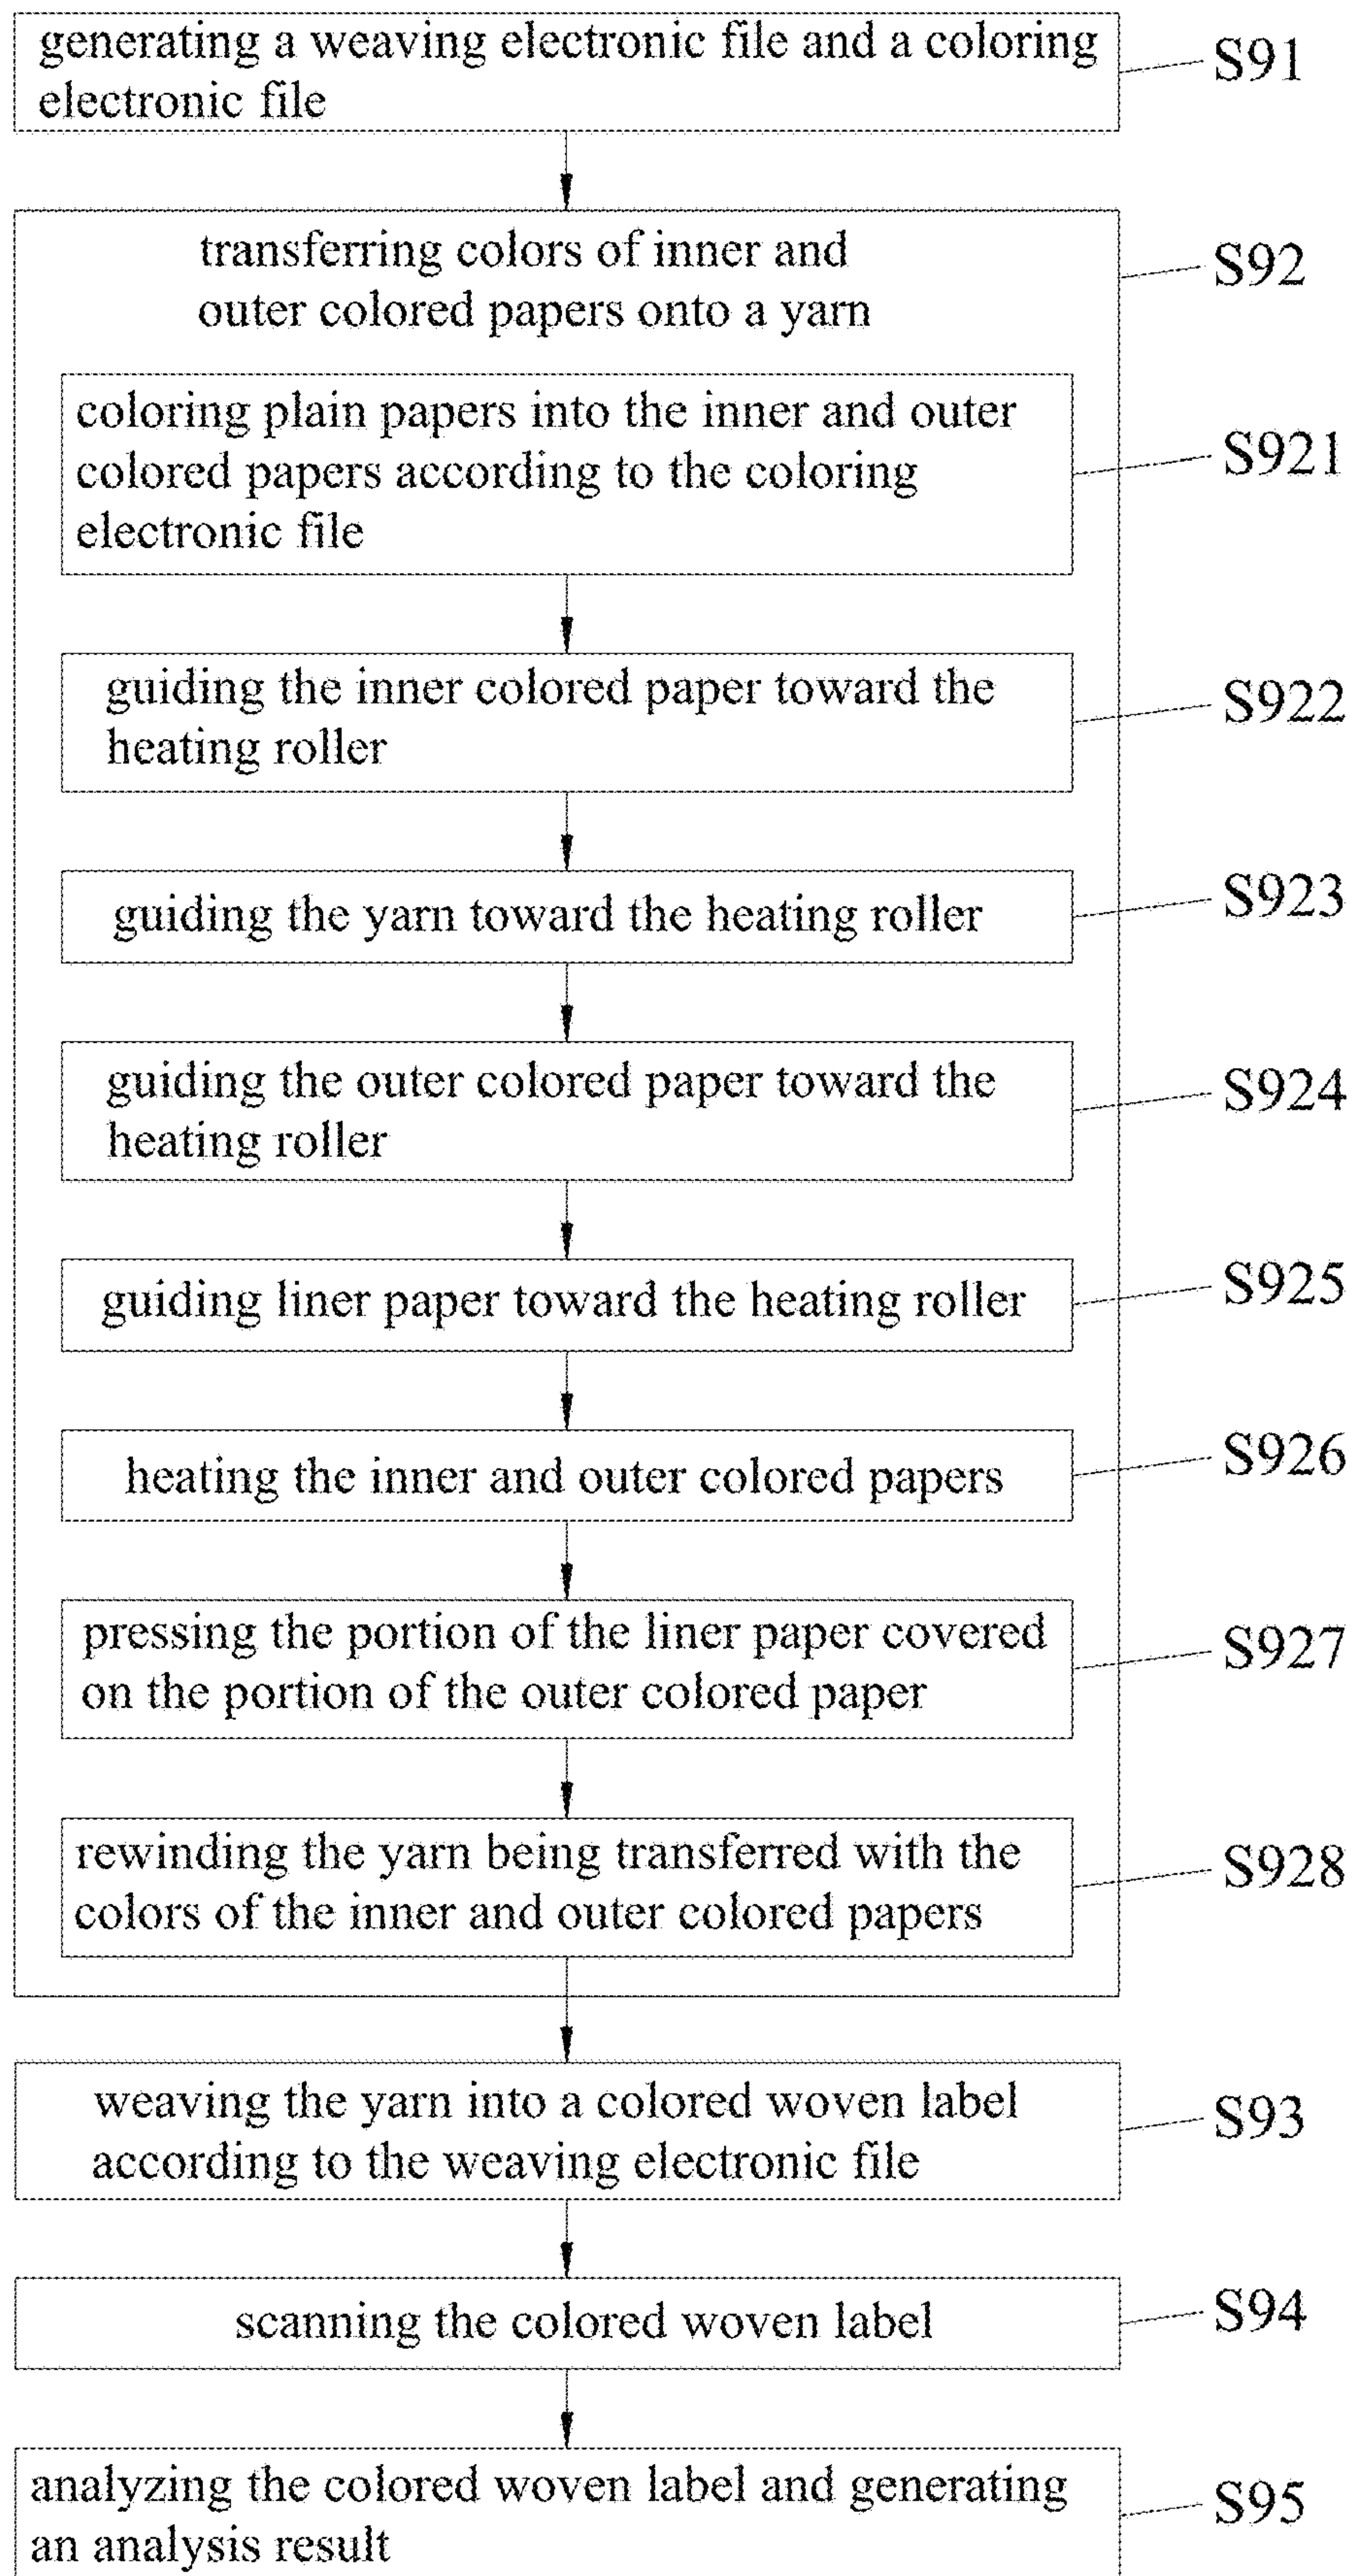 generating a weaving electronic file and a coloring
electronic file
S91
transferring colors of inner and
outer colored papers onto a yarn
S92
coloring plain papers into the inner and outer
colored papers according to the coloring
electronic file
S921
guiding the inner colored paper toward the
heating roller
S922
guiding the yarn toward the heating roller
S923
guiding the outer colored paper toward the
heating roller
S924
guiding liner paper toward the heating roller
S925
heating the inner and outer colored papers
S926
pressing the portion of the liner paper covered
on the portion of the outer colored paper
S927
rewinding the yarn being transferred with the
colors of the inner and outer colored papers
S928
weaving the yarn into a colored woven label
according to the weaving electronic file
S93
scanning the colored woven label
S94
analyzing the colored woven label and generating
an analysis result
S95